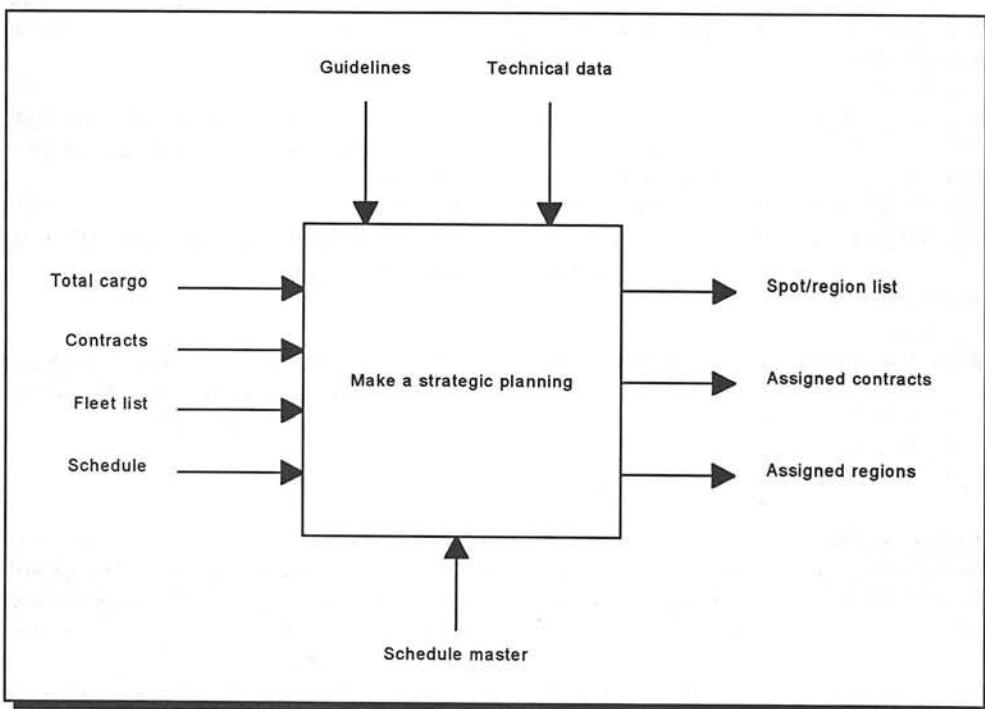 Guidelines
Technical data
Total cargo
Contracts
Fleet list
Schedule
Make a strategic planning
Spot/region list
Assigned contracts
Assigned regions
Schedule master